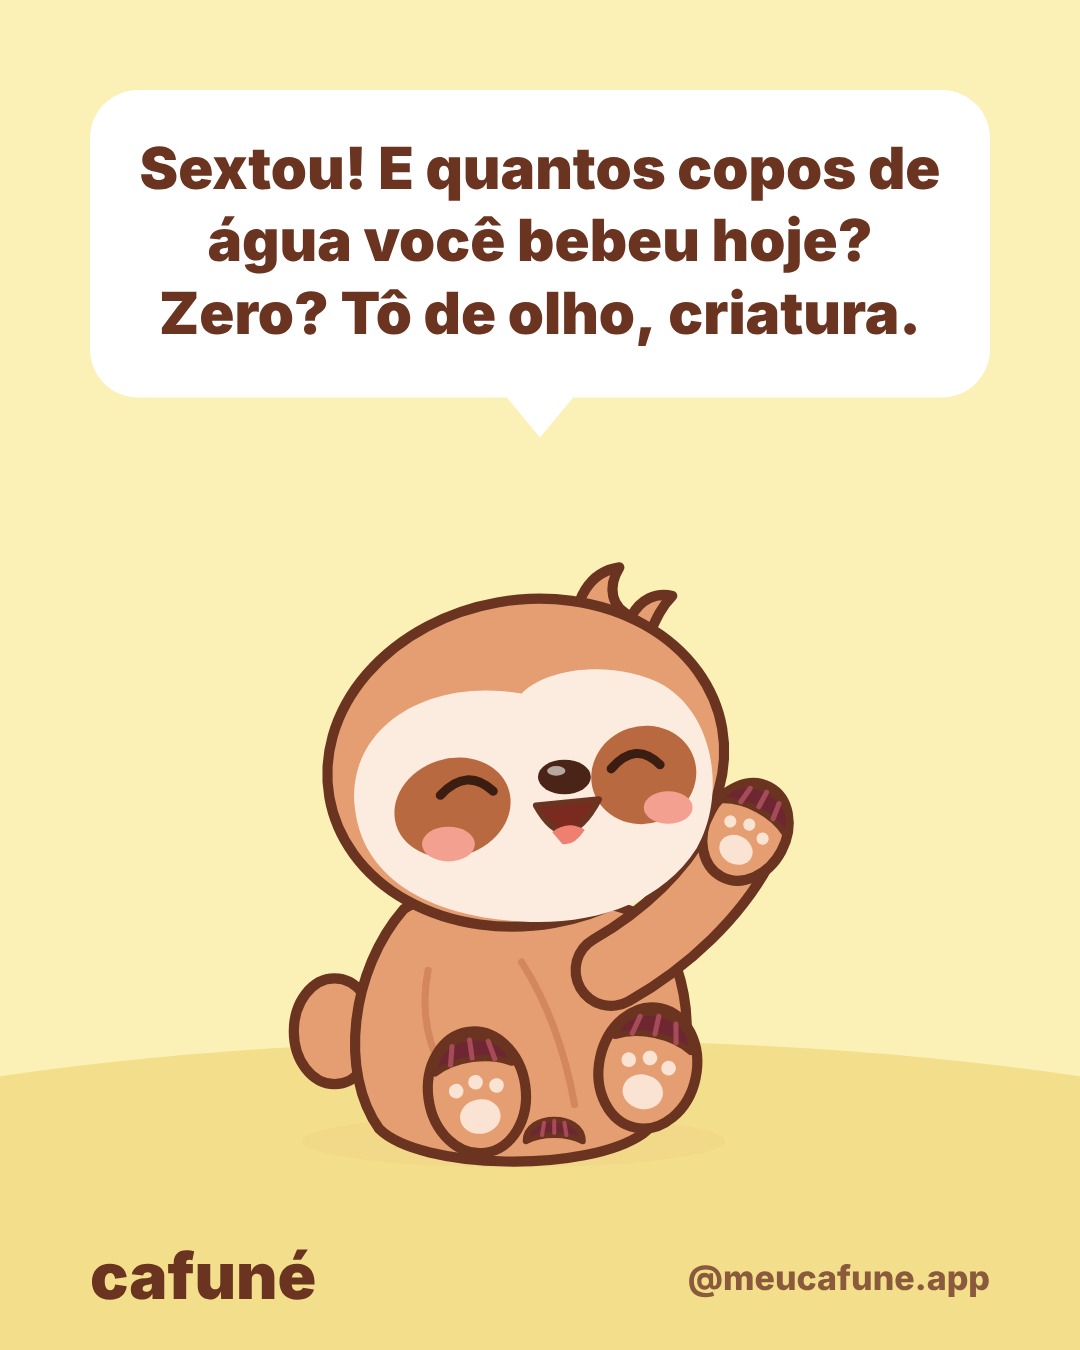 Sextou! E quantos copos de
água você bebeu hoje?
Zero? Tô de olho, criatura.
cafuné
@meucafune.app